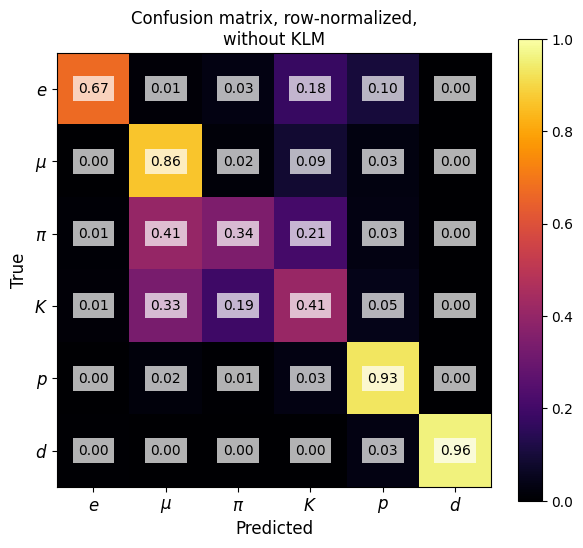 Confusion matrix, row-normalized,
without KLM
True
e 0.67 0.01 0.03 0.18 0.10 0.00
μ 0.00 0.86 0.02 0.09 0.03 0.00
π 0.01 0.41 0.34 0.21 0.03 0.00
K 0.01 0.33 0.19 0.41 0.05 0.00
p 0.00 0.02 0.01 0.03 0.93 0.00
d 0.00 0.00 0.00 0.00 0.03 0.96
e μ π K p d
Predicted
1.0
0.8
0.6
0.4
0.2
0.0